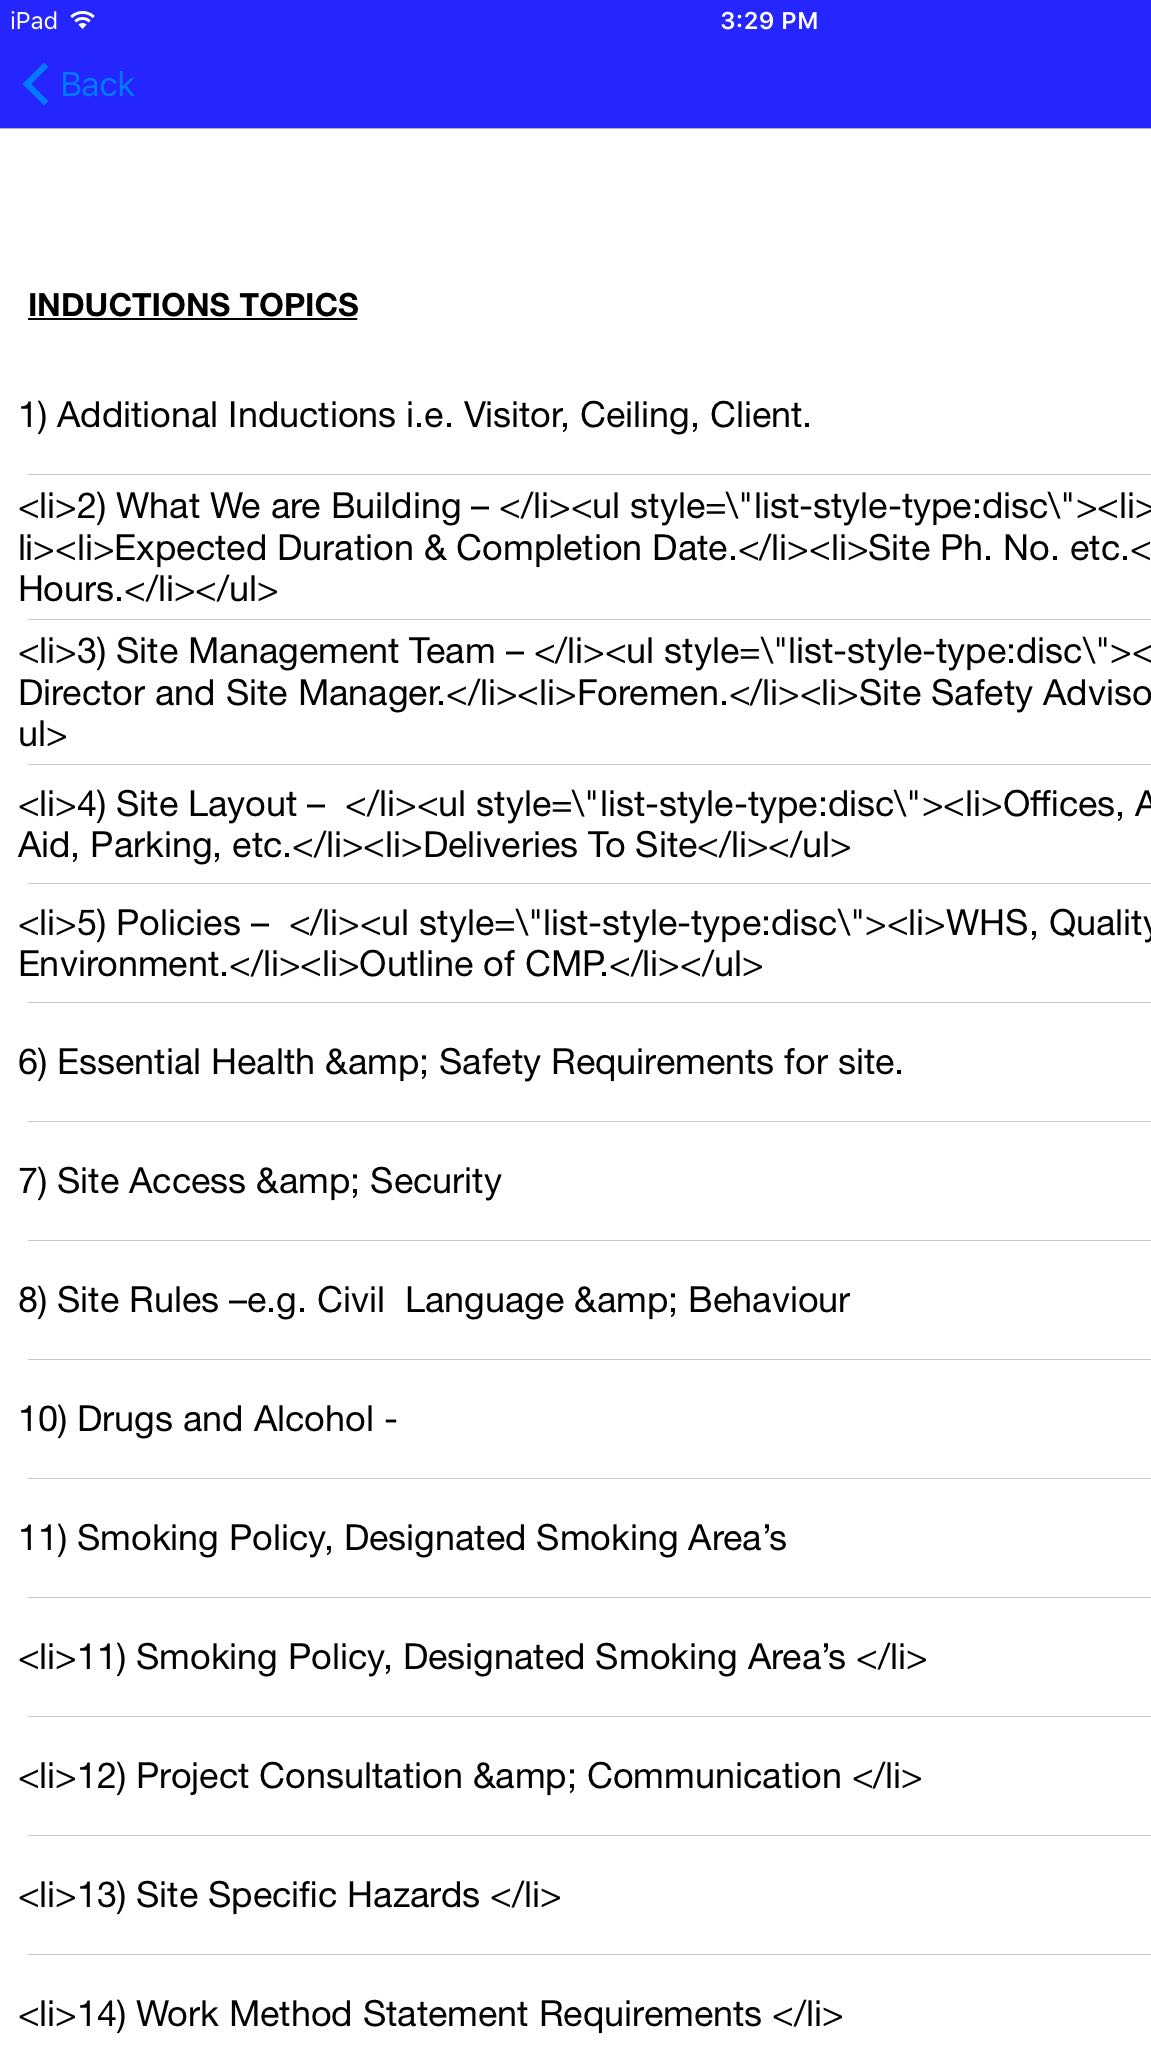 iPad 3:29 PM
Back
INDUCTIONS TOPICS
1) Additional Inductions i.e. Visitor, Ceiling, Client.
<li>2) What We are Building – </li><ul style=\"list-style-type:disc\"><li>
li><li>Expected Duration & Completion Date.</li><li>Site Ph. No. etc.<
Hours.</li></ul>
<li>3) Site Management Team – </li><ul style=\"list-style-type:disc\"><
Director and Site Manager.</li><li>Foremen.</li><li>Site Safety Adviso
ul>
<li>4) Site Layout –  </li><ul style=\"list-style-type:disc\"><li>Offices, A
Aid, Parking, etc.</li><li>Deliveries To Site</li></ul>
<li>5) Policies –  </li><ul style=\"list-style-type:disc\"><li>WHS, Quality
Environment.</li><li>Outline of CMP.</li></ul>
6) Essential Health &amp; Safety Requirements for site.
7) Site Access &amp; Security
8) Site Rules –e.g. Civil  Language &amp; Behaviour
10) Drugs and Alcohol -
11) Smoking Policy, Designated Smoking Area’s
<li>11) Smoking Policy, Designated Smoking Area’s </li>
<li>12) Project Consultation &amp; Communication </li>
<li>13) Site Specific Hazards </li>
<li>14) Work Method Statement Requirements </li>